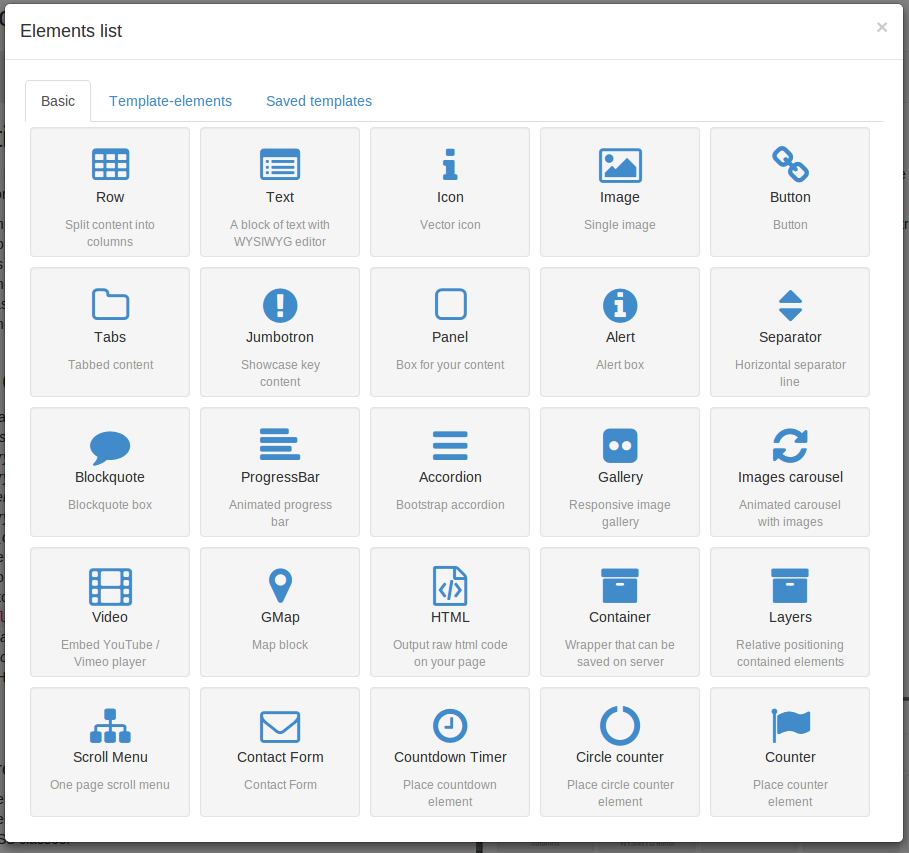 Elements list
×
Basic Template-elements Saved templates
Row Text Icon Image Button
Split content into A block of text with Vector icon Single image Button
columns WYSIWYG editor
Tabs Jumbotron Panel Alert Separator
Tabbed content Showcase key Box for your content Alert box Horizontal separator
content line
Blockquote ProgressBar Accordion Gallery Images carousel
Blockquote box Animated progress Bootstrap accordion Responsive image Animated carousel
bar gallery with images
Video GMap HTML Container Layers
Embed YouTube / Map block Output raw html code Wrapper that can be Relative positioning
Vimeo player on your page saved on server contained elements
Scroll Menu Contact Form Countdown Timer Circle counter Counter
One page scroll menu Contact Form Place countdown Place circle counter Place counter
element element element